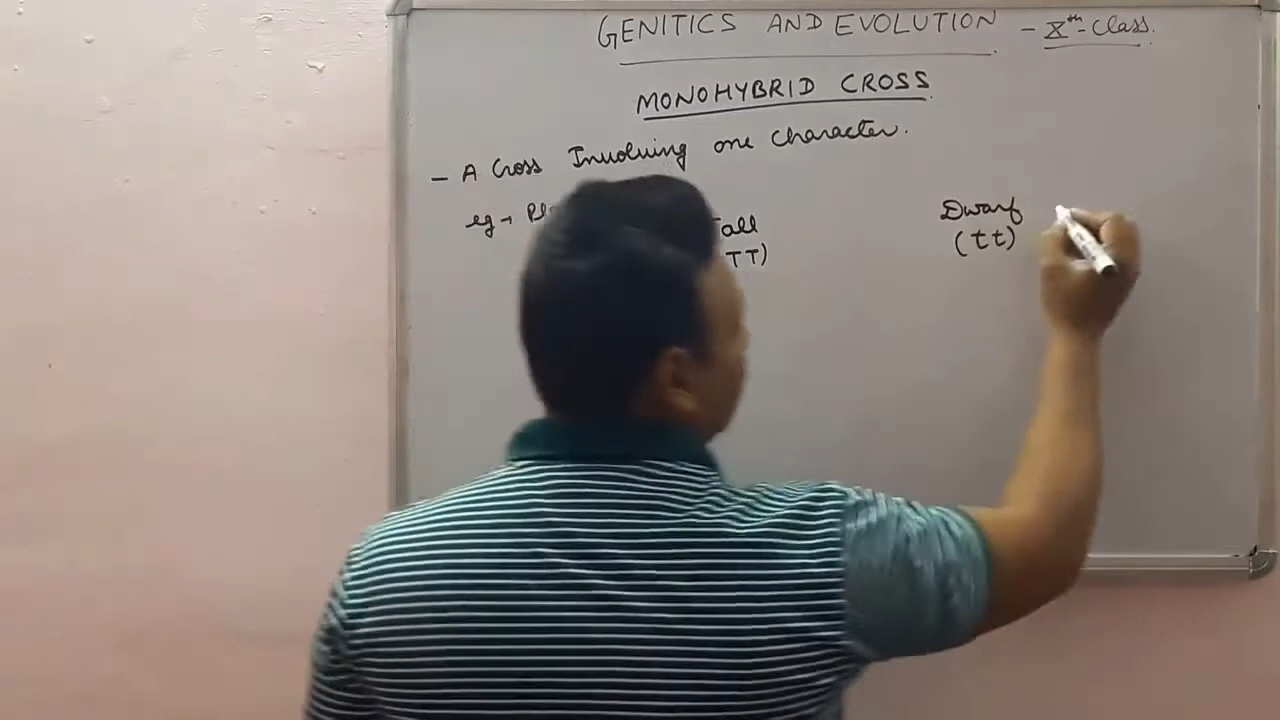 GENITICS AND EVOLUTION - Xth-Class.
MONOHYBRID CROSS
- A Cross Involving one character.
eg → Tall Dwarf
TT) (tt)